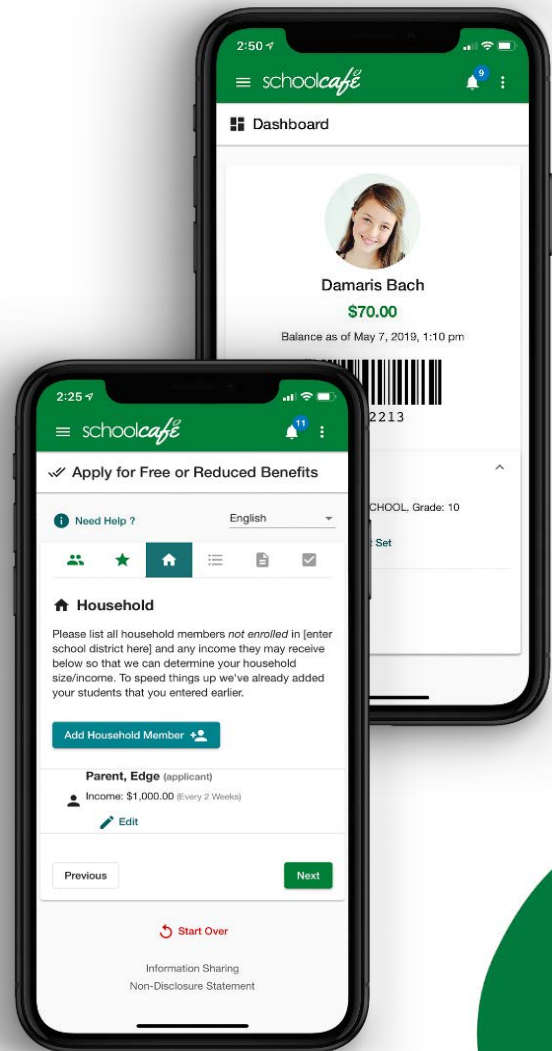 2:50
schoolcafé
9
Dashboard
Damaris Bach
$70.00
Balance as of May 7, 2019, 1:10 pm
2213
CHOOL, Grade: 10
Set
2:25
schoolcafé
11
Apply for Free or Reduced Benefits
Need Help ?
English
Household
Please list all household members not enrolled in [enter
school district here] and any income they may receive
below so that we can determine your household
size/income. To speed things up we've already added
your students that you entered earlier.
Add Household Member
Parent, Edge (applicant)
Income: $1,000.00 (Every 2 Weeks)
Edit
Previous
Next
Start Over
Information Sharing
Non-Disclosure Statement